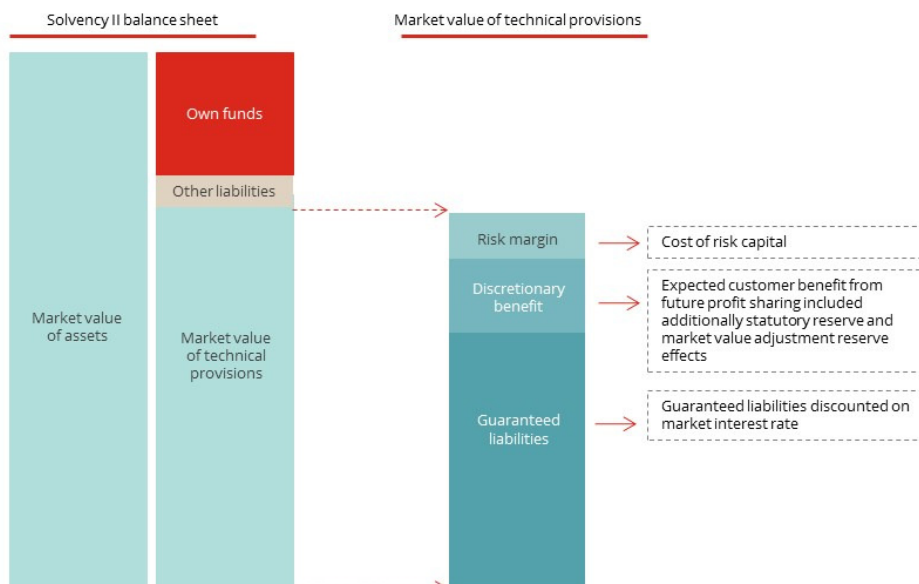 Solvency II balance sheet
Market value of technical provisions
Own funds
Other liabilities
Market value
of assets
Market value
of technical
provisions
Risk margin
Discretionary
benefit
Guaranteed
liabilities
Cost of risk capital
Expected customer benefit from
future profit sharing included
additionally statutory reserve and
market value adjustment reserve
effects
Guaranteed liabilities discounted on
market interest rate